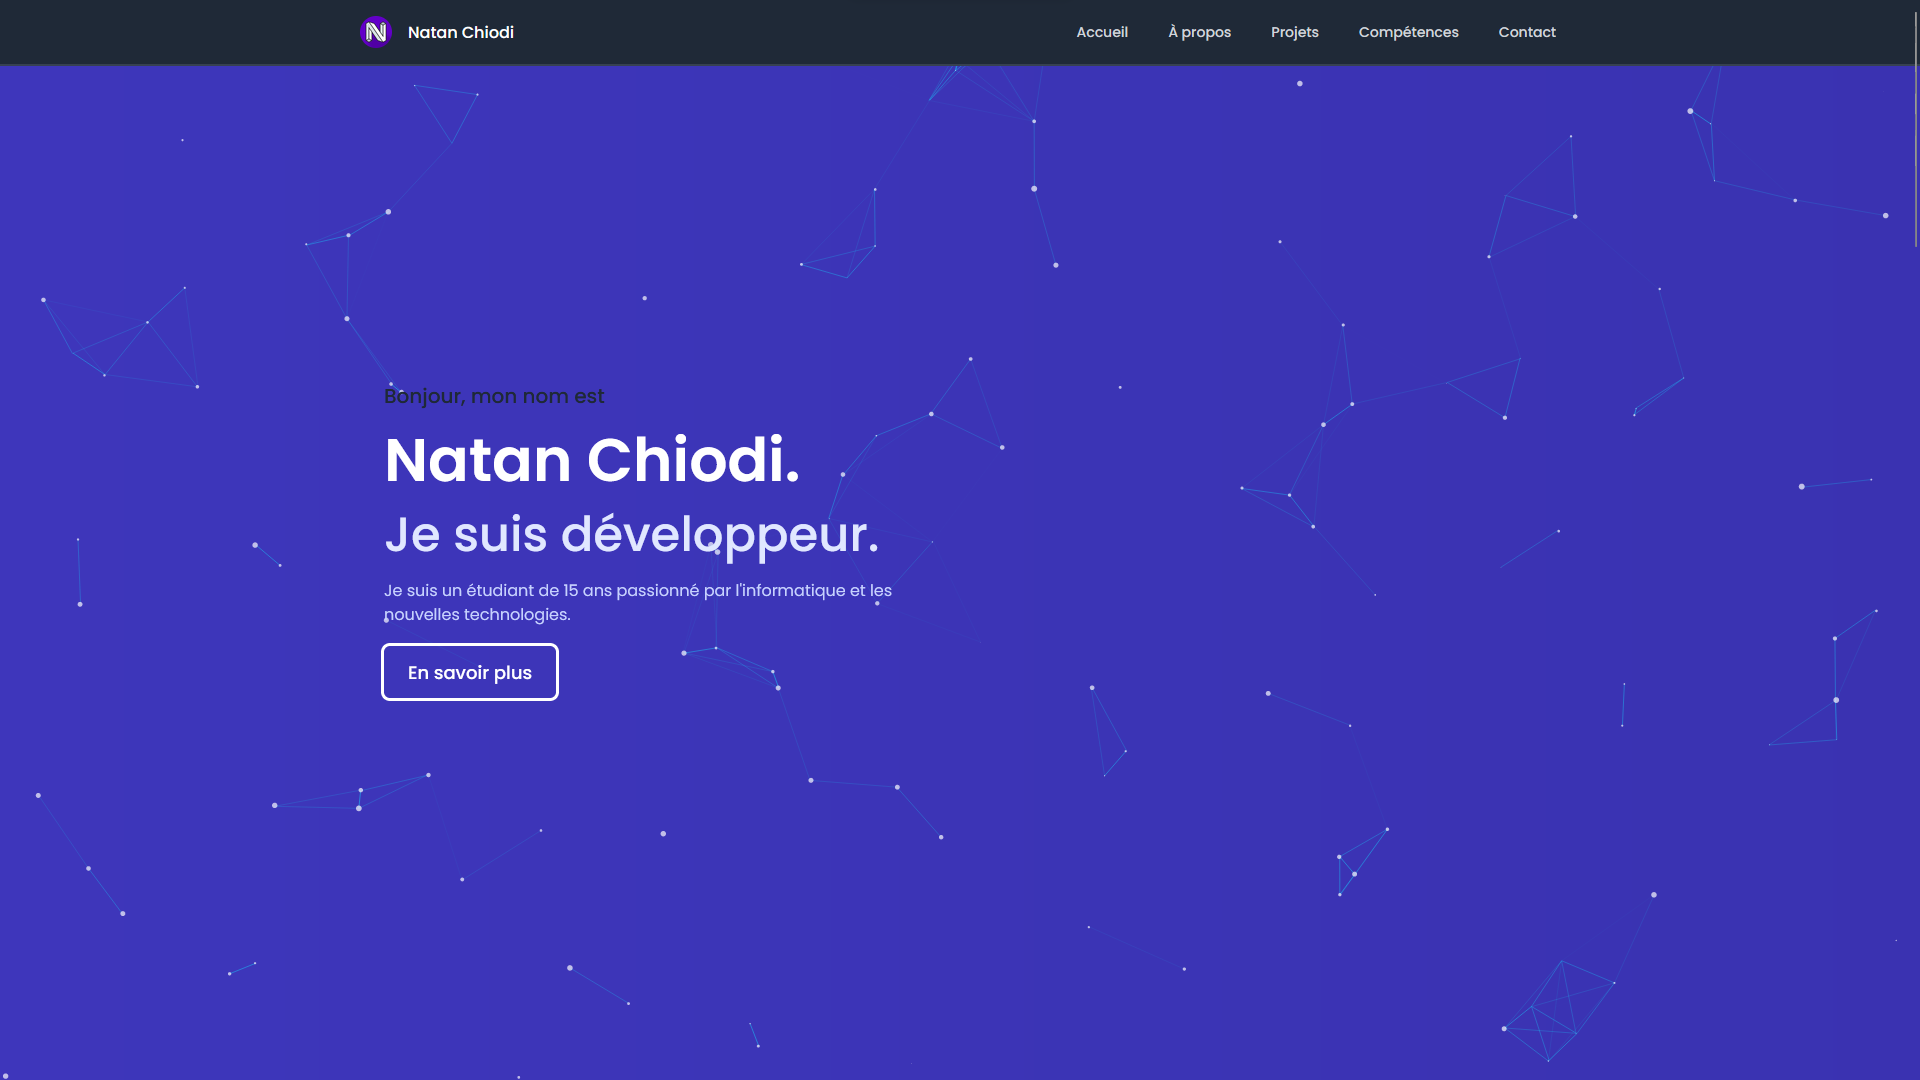 N Natan Chiodi
Accueil À propos Projets Compétences Contact
Bonjour, mon nom est
Natan Chiodi.
Je suis développeur.
Je suis un étudiant de 15 ans passionné par l'informatique et les
nouvelles technologies.
En savoir plus